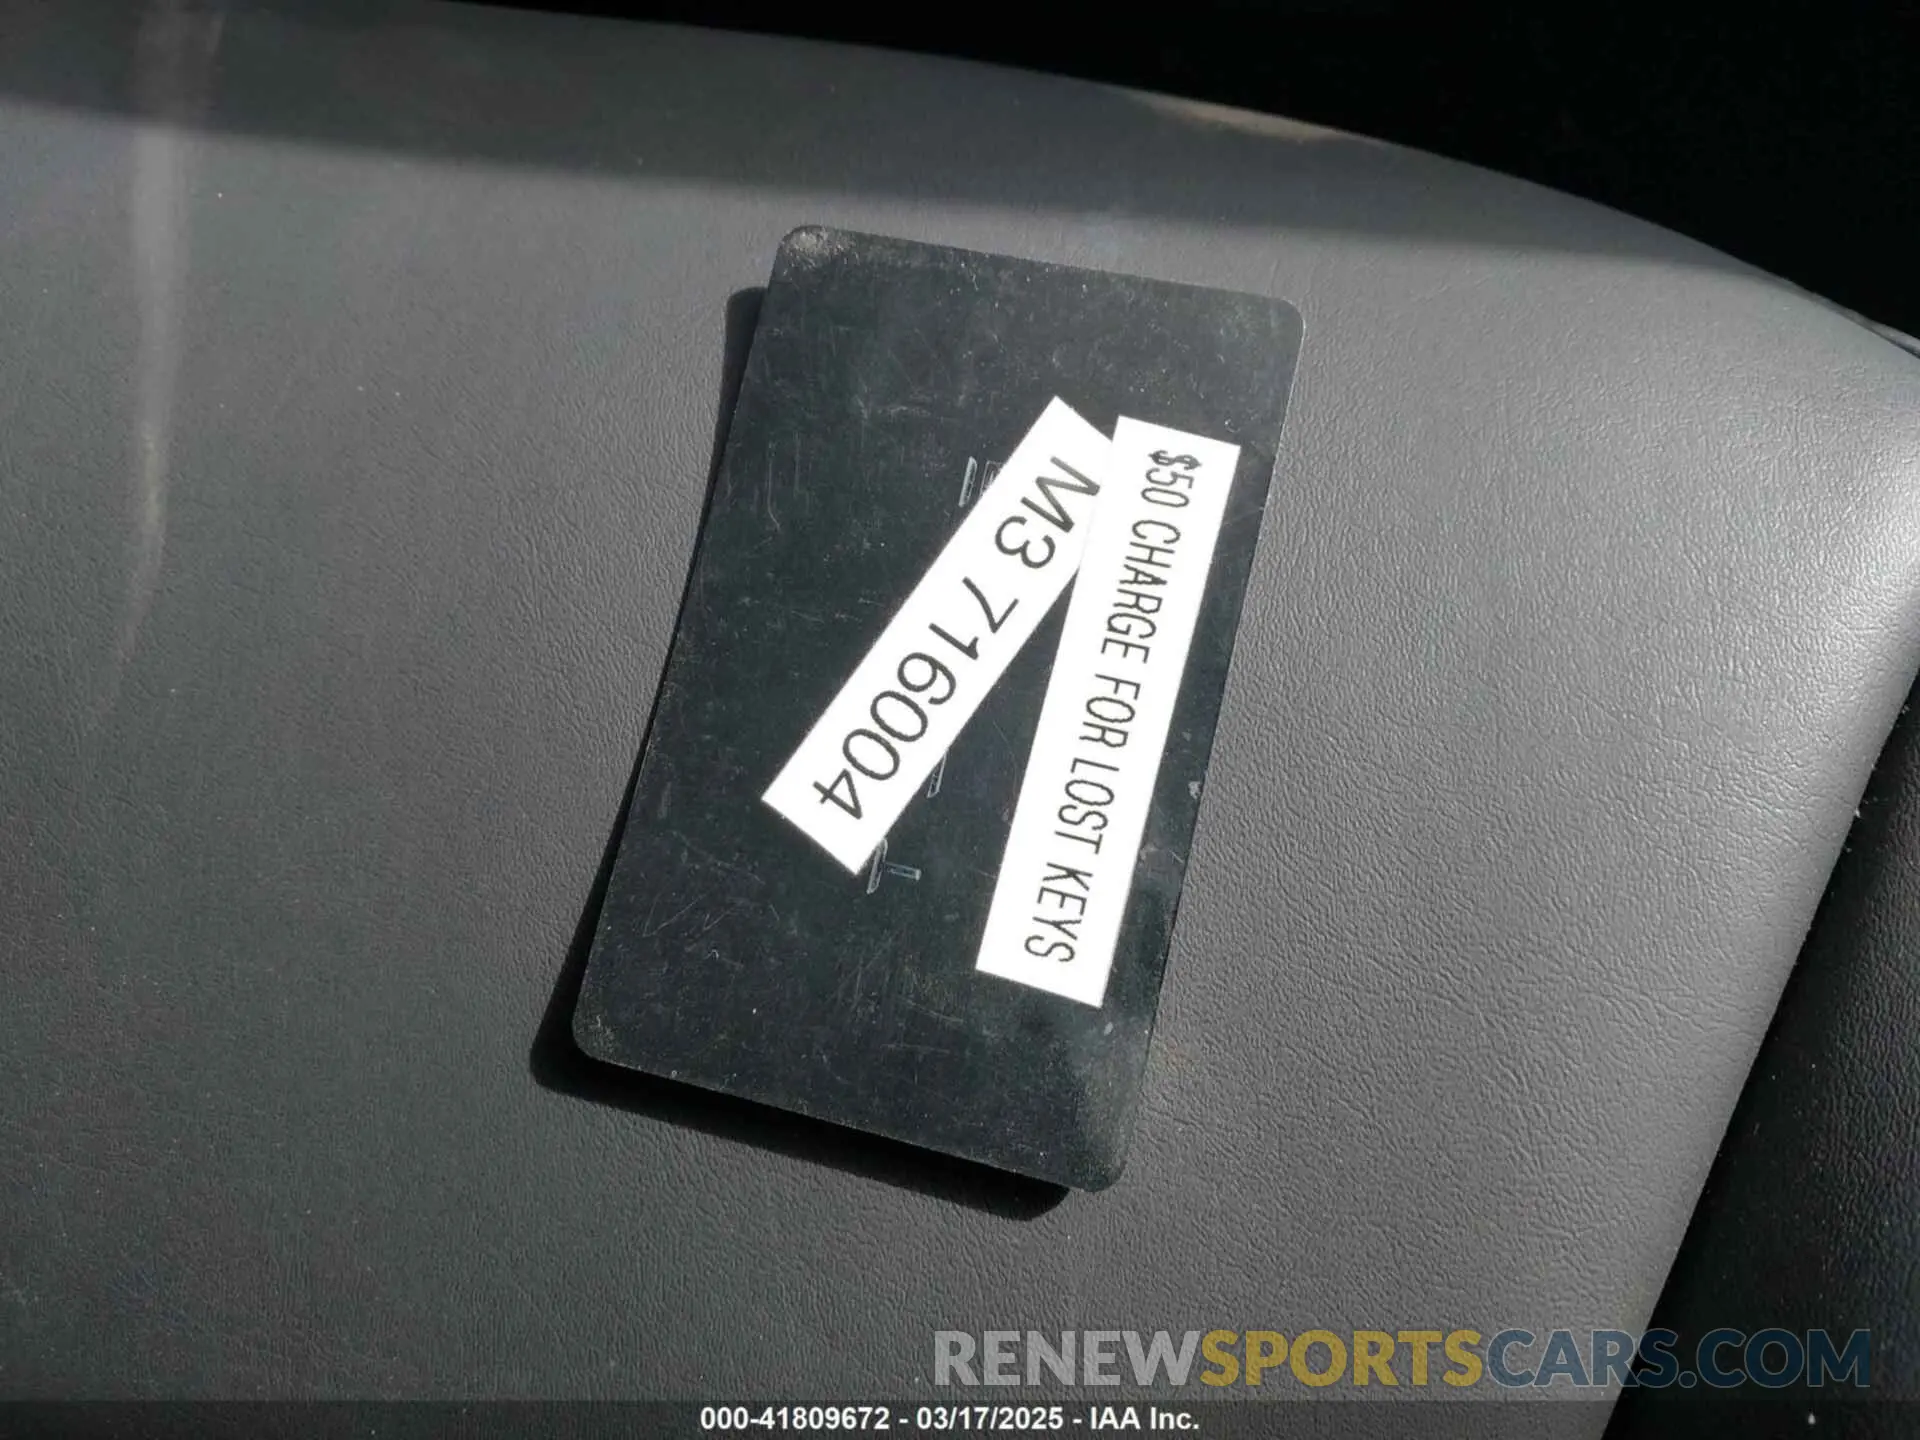 M3 716004
$50 CHARGE FOR LOST KEYS
RENEWSPORTSCARS.COM
000-41809672 - 03/17/2025 - IAA Inc.